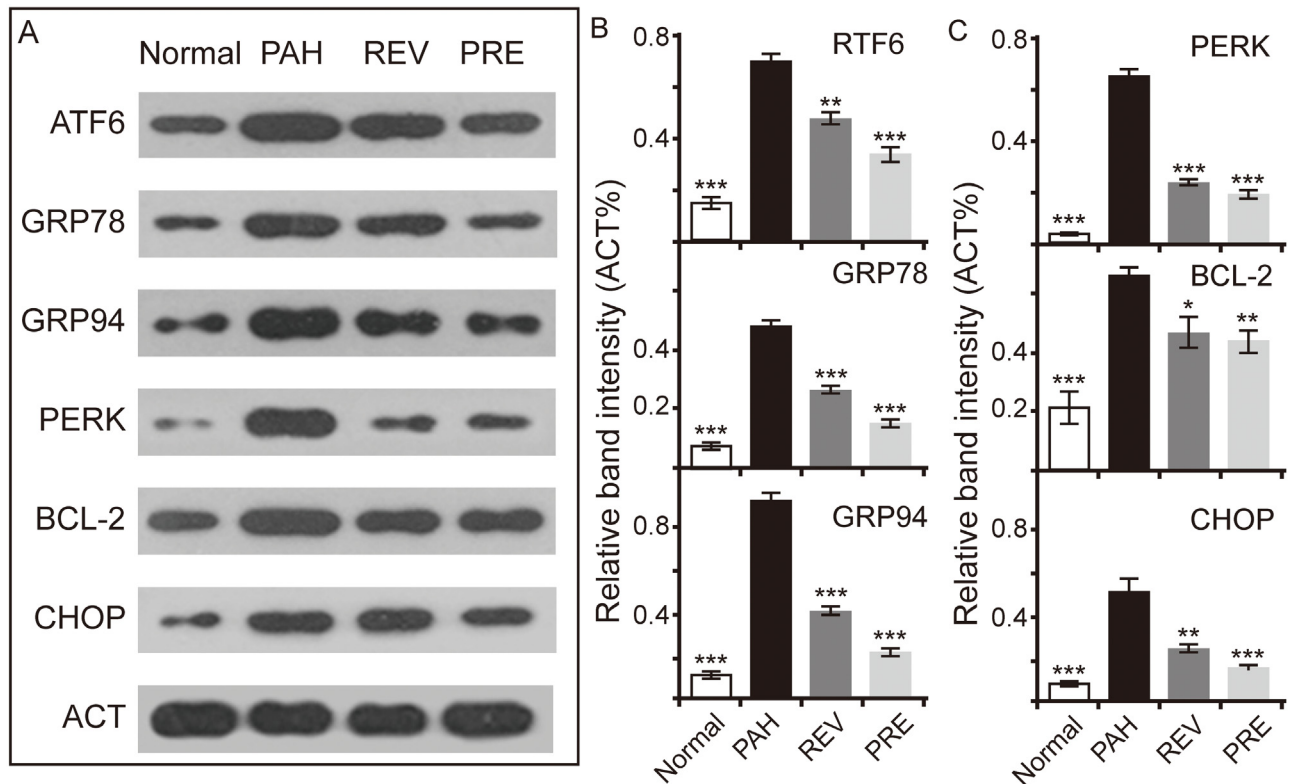 A
Normal PAH REV PRE
ATF6
GRP78
GRP94
PERK
BCL-2
CHOP
ACT
B
Relative band intensity (ACT%)
RTF6
0.8
0.4
***
**
***
GRP78
0.4
0.2
***
***
***
GRP94
0.8
0.4
***
***
***
Normal PAH REV PRE
C
Relative band intensity (ACT%)
PERK
0.8
0.4
***
***
***
BCL-2
0.4
0.2
***
*
**
CHOP
0.8
0.4
***
**
***
Normal PAH REV PRE